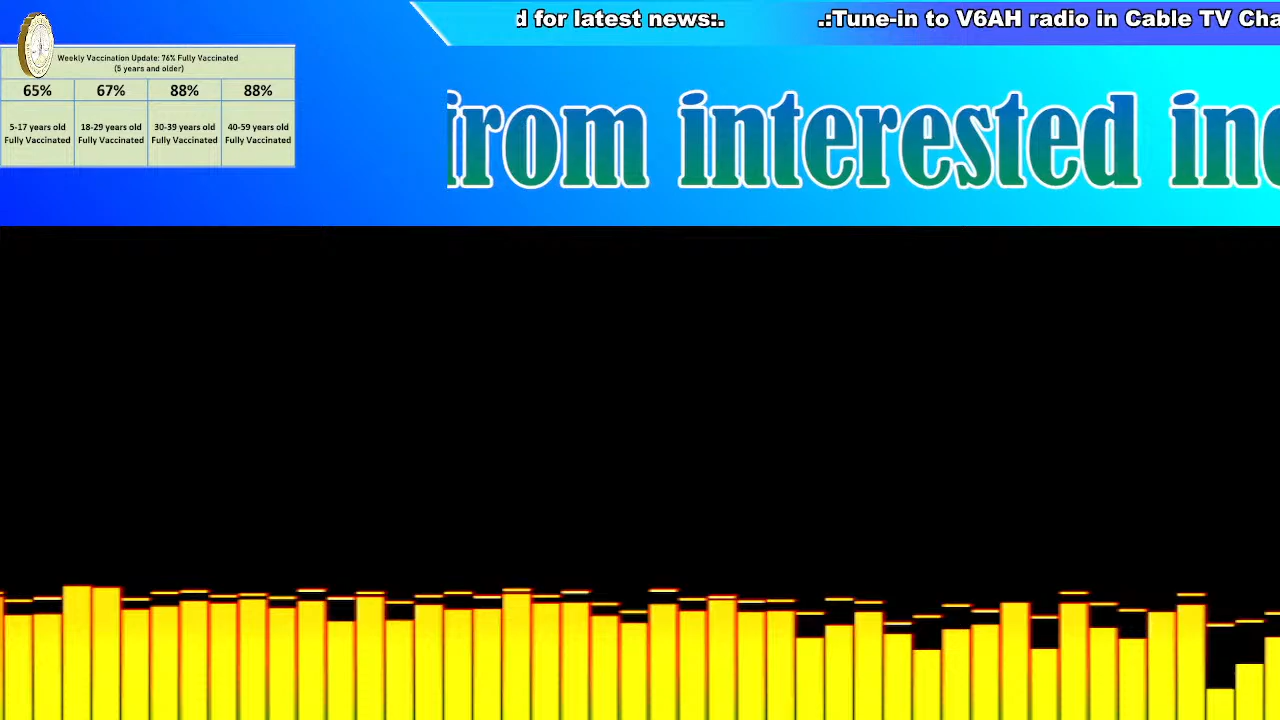 d for latest news:.
.:Tune-in to V6AH radio in Cable TV Cha
Weekly Vaccination Update: 76% Fully Vaccinated
(5 years and older)
65% 67% 88% 88%
5-17 years old 18-29 years old 30-39 years old 40-59 years old
Fully Vaccinated Fully Vaccinated Fully Vaccinated Fully Vaccinated
from interested ind